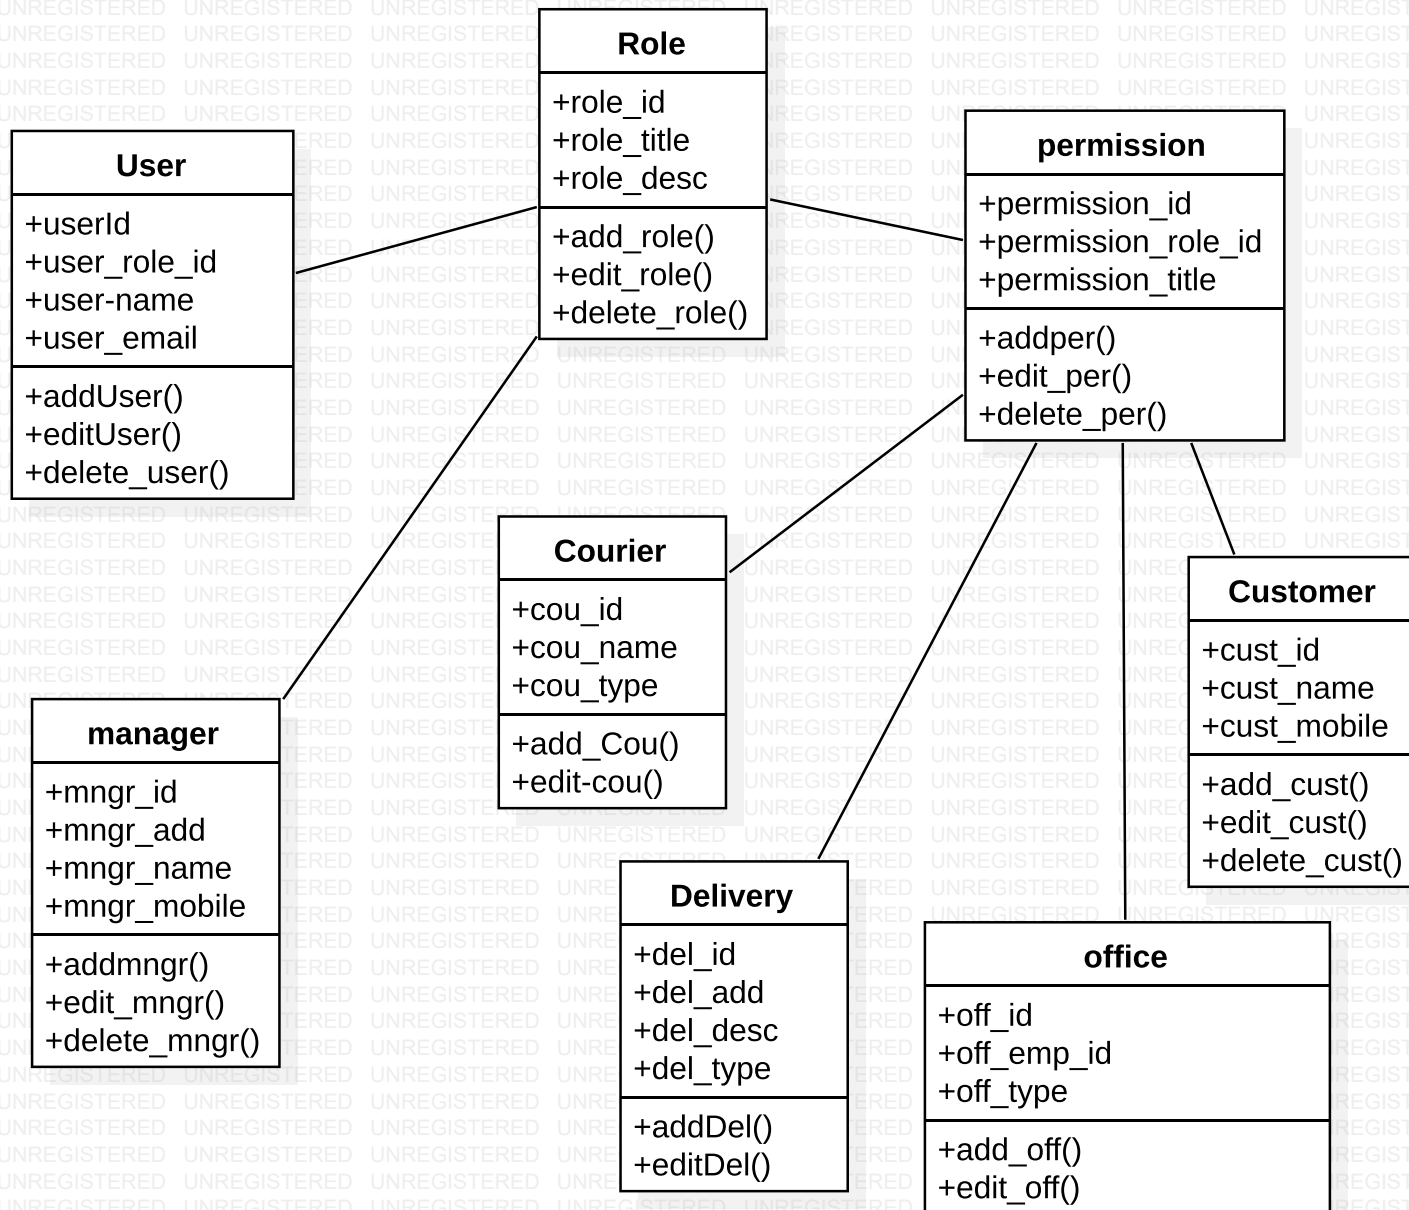 Role
+role_id
+role_title
+role_desc
+add_role()
+edit_role()
+delete_role()
User
+userId
+user_role_id
+user-name
+user_email
+addUser()
+editUser()
+delete_user()
permission
+permission_id
+permission_role_id
+permission_title
+addper()
+edit_per()
+delete_per()
Courier
+cou_id
+cou_name
+cou_type
+add_Cou()
+edit-cou()
Customer
+cust_id
+cust_name
+cust_mobile
+add_cust()
+edit_cust()
+delete_cust()
manager
+mngr_id
+mngr_add
+mngr_name
+mngr_mobile
+addmngr()
+edit_mngr()
+delete_mngr()
Delivery
+del_id
+del_add
+del_desc
+del_type
+addDel()
+editDel()
office
+off_id
+off_emp_id
+off_type
+add_off()
+edit_off()
UNREGISTERED